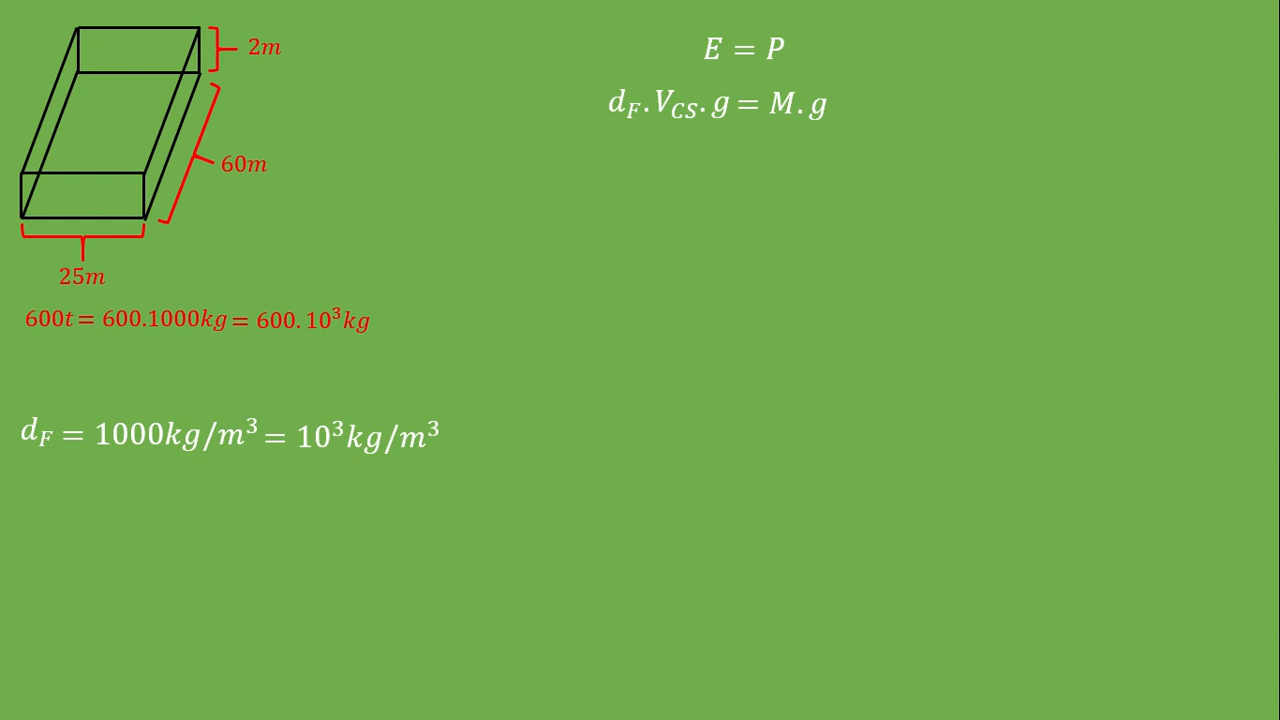 2m
60m
25m
600t = 600.1000kg = 600.10³kg
d_F = 1000kg/m³ = 10³kg/m³
E = P
d_F.V_CS.g = M.g